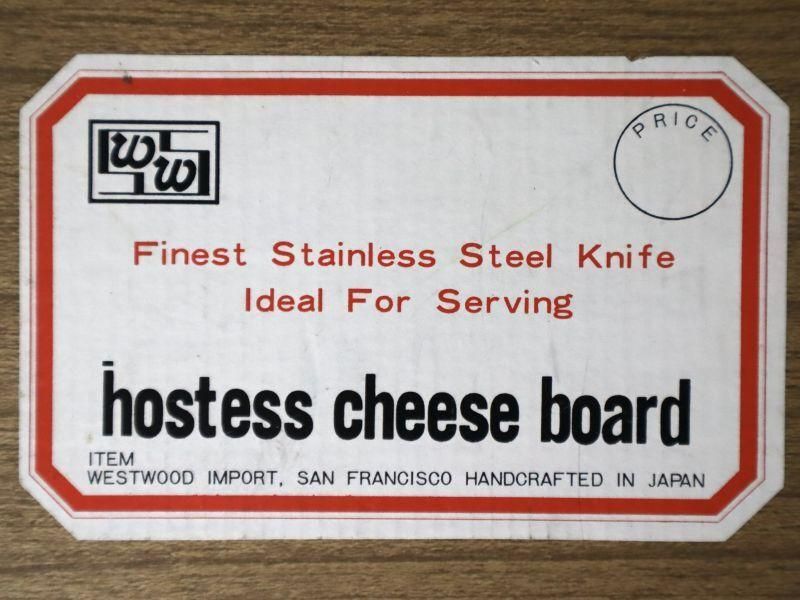 WW
PRICE
Finest Stainless Steel Knife
Ideal For Serving
hostess cheese board
ITEM
WESTWOOD IMPORT, SAN FRANCISCO HANDCRAFTED IN JAPAN